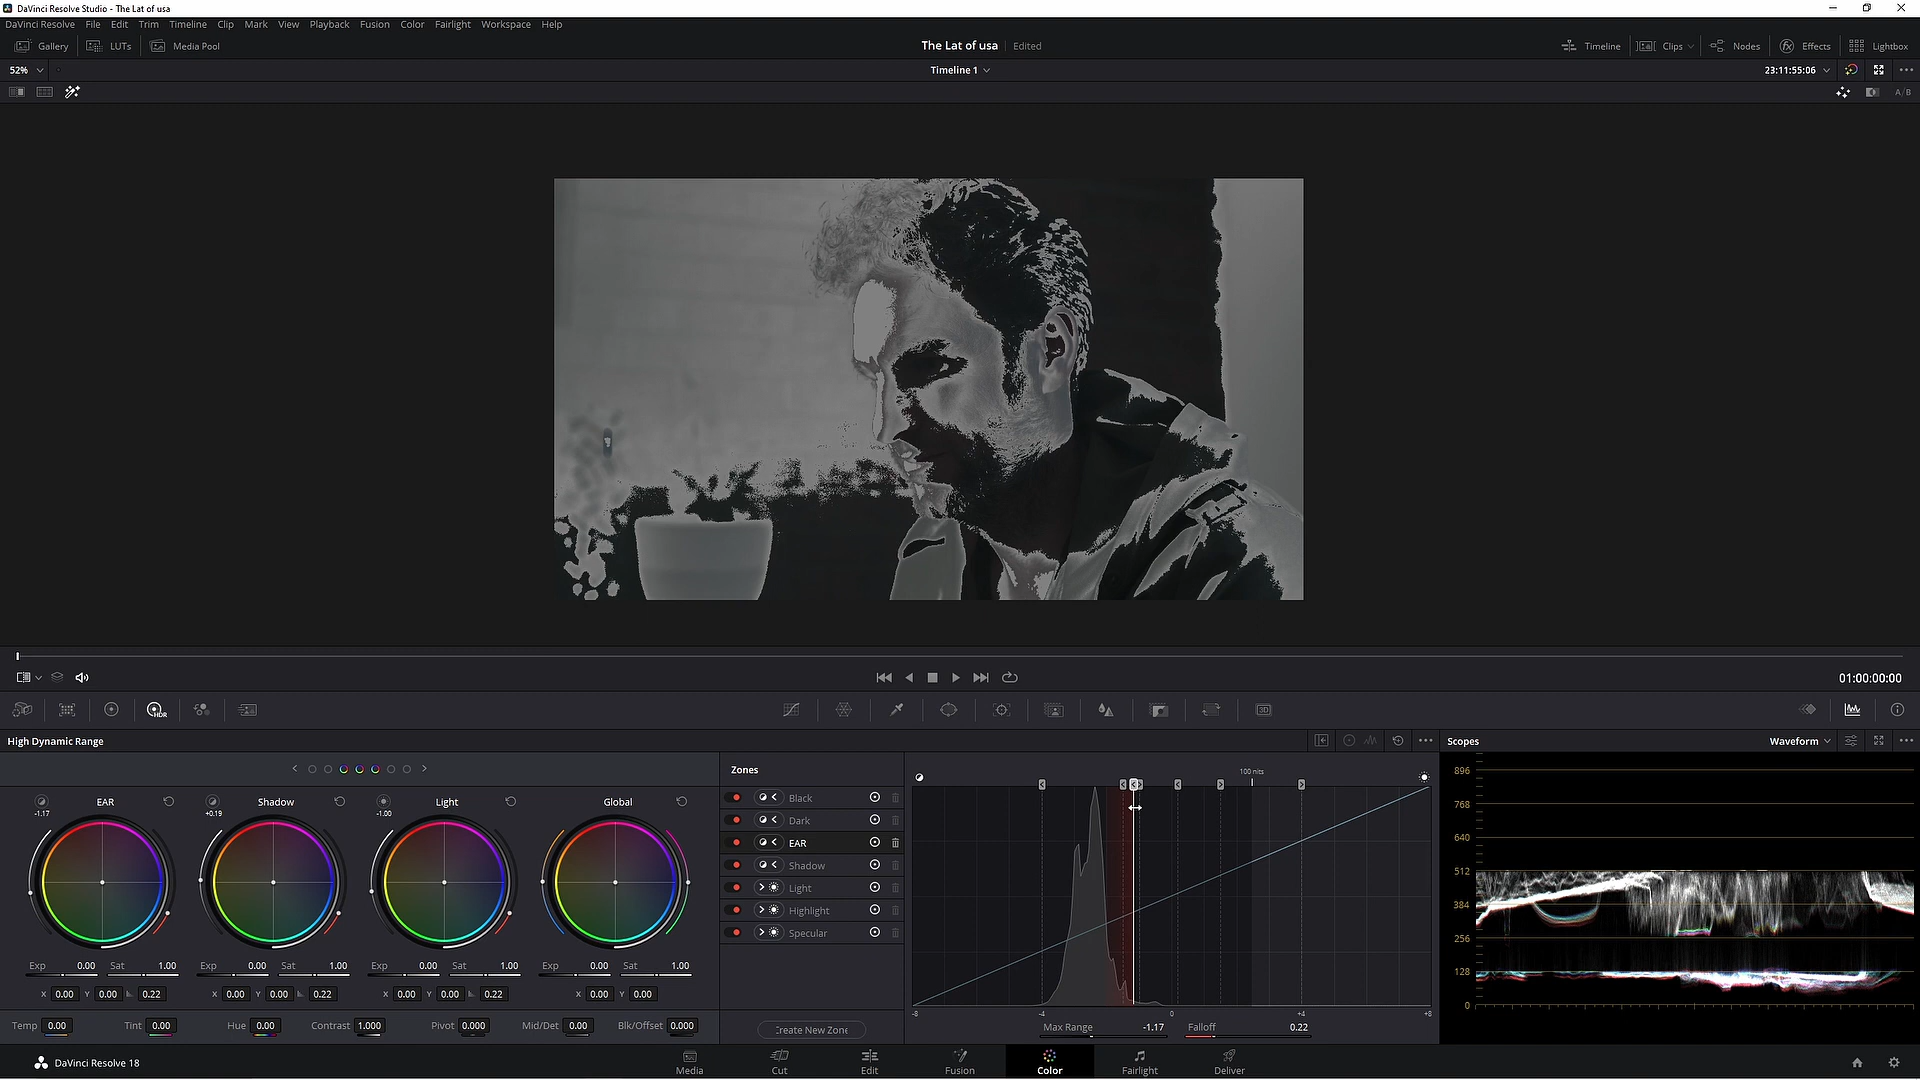 DaVinci Resolve Studio - The Lat of usa
DaVinci Resolve File Edit Trim Timeline Clip Mark View Playback Fusion Color Fairlight Workspace Help
Gallery LUTs Media Pool The Lat of usa Edited Timeline Clips Nodes Effects Lightbox
52% Timeline 1 23:11:55:06
A/B
01:00:00:00
HDR 3D
High Dynamic Range Scopes Waveform
Zones
EAR Shadow Light Global
-1.17 +0.19 -1.00
Exp 0.00 Sat 1.00 Exp 0.00 Sat 1.00 Exp 0.00 Sat 1.00 Exp 0.00 Sat 1.00
X 0.00 Y 0.00 0.22 X 0.00 Y 0.00 0.22 X 0.00 Y 0.00 0.22 X 0.00 Y 0.00
Temp 0.00 Tint 0.00 Hue 0.00 Contrast 1.000 Pivot 0.000 Mid/Det 0.00 Blk/Offset 0.000
Black
Dark
EAR
Shadow
Light
Highlight
Specular
Create New Zone
100 nits
-8 -4 0 +4 +8
Max Range -1.17 Falloff 0.22
896
768
640
512
384
256
128
0
DaVinci Resolve 18 Media Cut Edit Fusion Color Fairlight Deliver